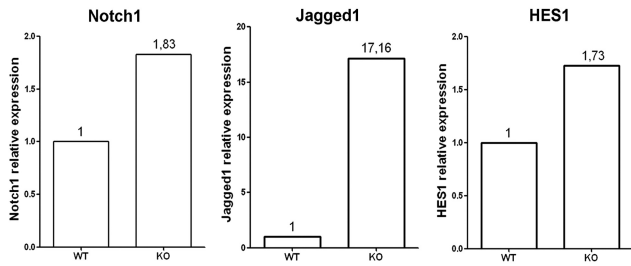 Notch1
Notch1 relative expression
2.0
1.5
1.0
0.5
0.0
1
1,83
WT
KO
Jagged1
Jagged1 relative expression
20
15
10
5
0
1
17,16
WT
KO
HES1
HES1 relative expression
2.0
1.5
1.0
0.5
0.0
1
1,73
WT
KO